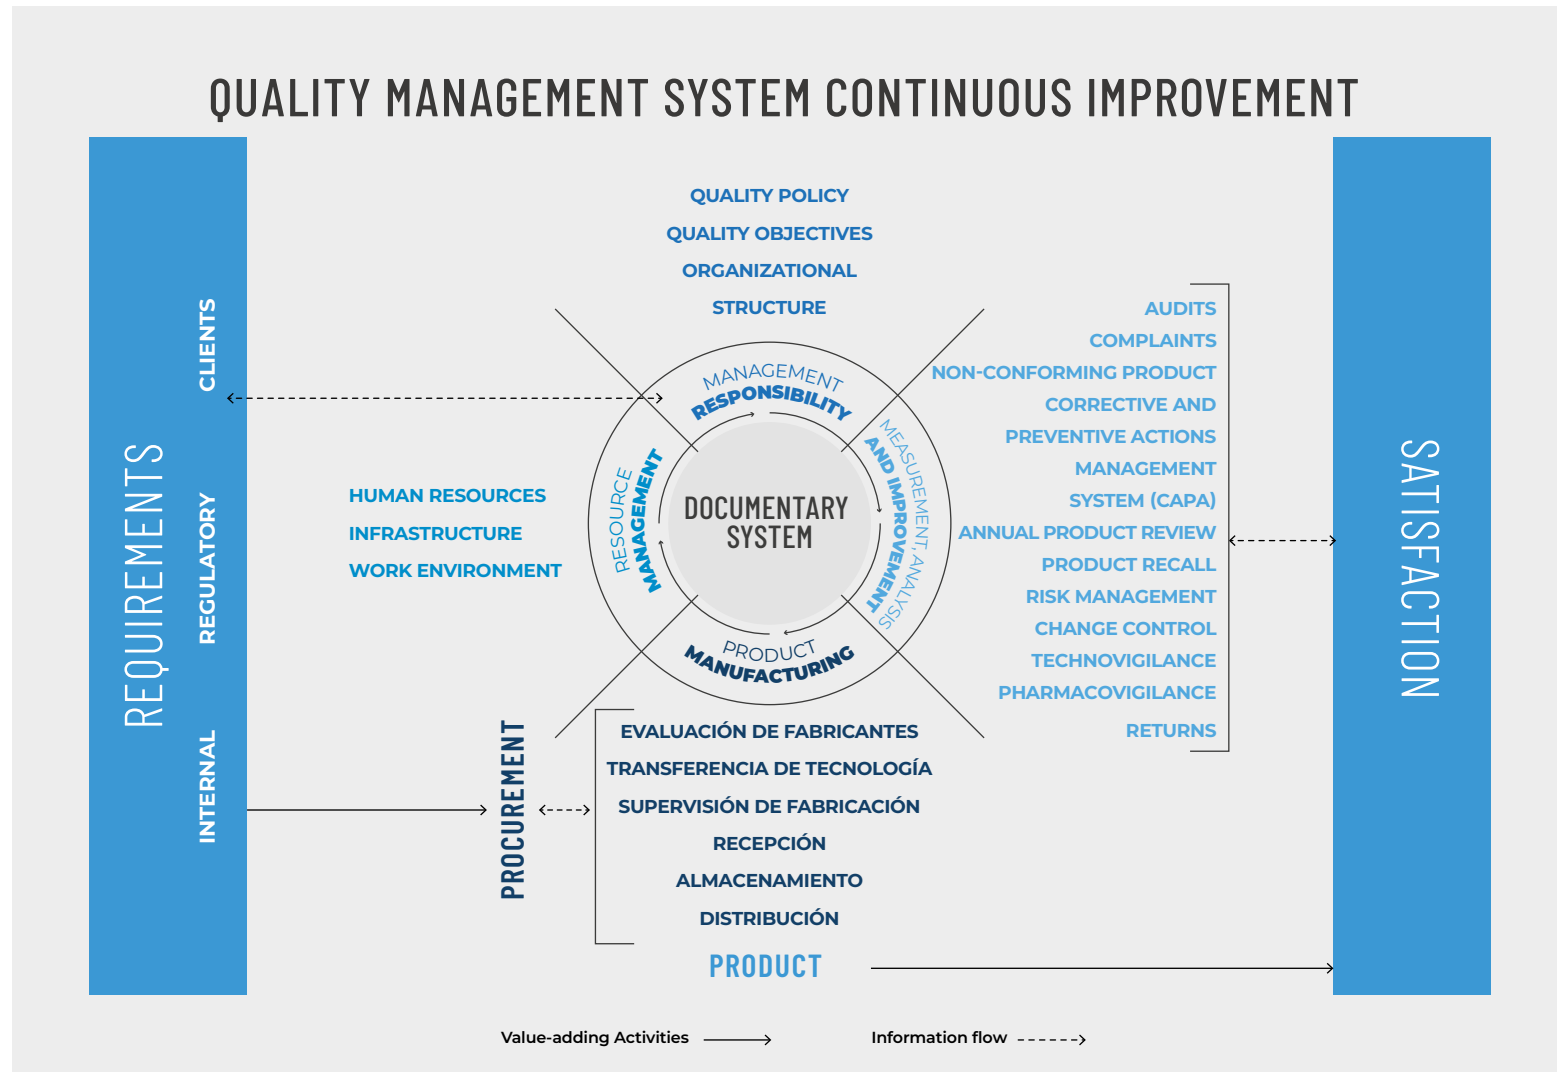 QUALITY MANAGEMENT SYSTEM CONTINUOUS IMPROVEMENT
REQUIREMENTS
CLIENTS
REGULATORY
INTERNAL
QUALITY POLICY
QUALITY OBJECTIVES
ORGANIZATIONAL
STRUCTURE
MANAGEMENT
RESPONSIBILITY
RESOURCE
MANAGEMENT
HUMAN RESOURCES
INFRASTRUCTURE
WORK ENVIRONMENT
DOCUMENTARY
SYSTEM
MEASUREMENT, ANALYSIS
AND IMPROVEMENT
AUDITS
COMPLAINTS
NON-CONFORMING PRODUCT
CORRECTIVE AND
PREVENTIVE ACTIONS
MANAGEMENT
SYSTEM (CAPA)
ANNUAL PRODUCT REVIEW
PRODUCT RECALL
RISK MANAGEMENT
CHANGE CONTROL
TECHNOVIGILANCE
PHARMACOVIGILANCE
RETURNS
PRODUCT
MANUFACTURING
PROCUREMENT
EVALUACIÓN DE FABRICANTES
TRANSFERENCIA DE TECNOLOGÍA
SUPERVISIÓN DE FABRICACIÓN
RECEPCIÓN
ALMACENAMIENTO
DISTRIBUCIÓN
PRODUCT
SATISFACTION
Value-adding Activities
Information flow